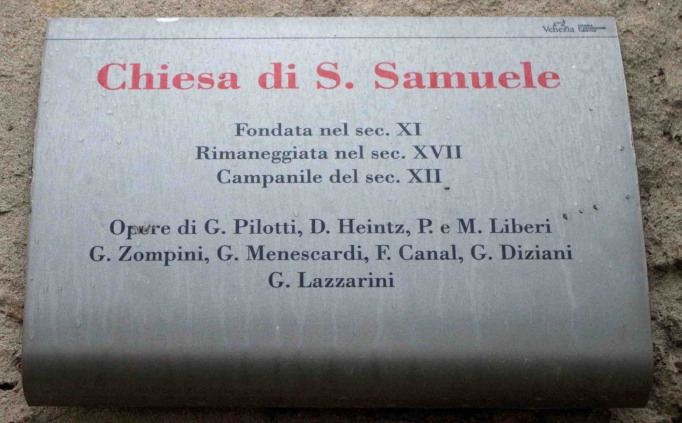 Venezia
Chiesa di S. Samuele
Fondata nel sec. XI
Rimaneggiata nel sec. XVII
Campanile del sec. XII
Opere di G. Pilotti, D. Heintz, P. e M. Liberi
G. Zompini, G. Menescardi, F. Canal, G. Diziani
G. Lazzarini